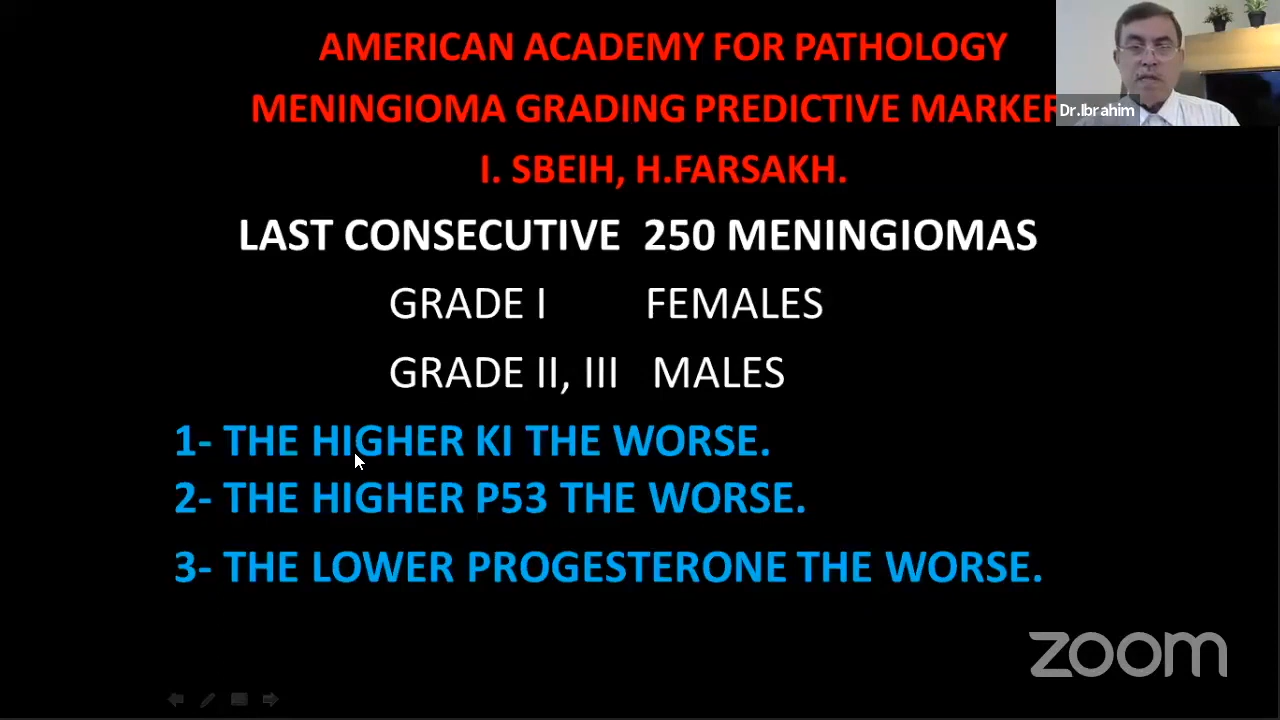 AMERICAN ACADEMY FOR PATHOLOGY
MENINGIOMA GRADING PREDICTIVE MARKER
Dr.Ibrahim
I. SBEIH, H.FARSAKH.
LAST CONSECUTIVE 250 MENINGIOMAS
GRADE I FEMALES
GRADE II, III MALES
1- THE HIGHER KI THE WORSE.
2- THE HIGHER P53 THE WORSE.
3- THE LOWER PROGESTERONE THE WORSE.
zoom